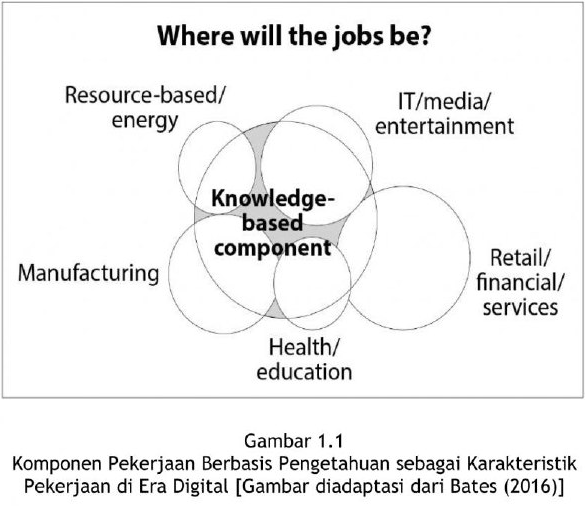 Where will the jobs be?
Resource-based/
energy
IT/media/
entertainment
Knowledge-
based
component
Manufacturing
Retail/
financial/
services
Health/
education
Gambar 1.1
Komponen Pekerjaan Berbasis Pengetahuan sebagai Karakteristik
Pekerjaan di Era Digital [Gambar diadaptasi dari Bates (2016)]